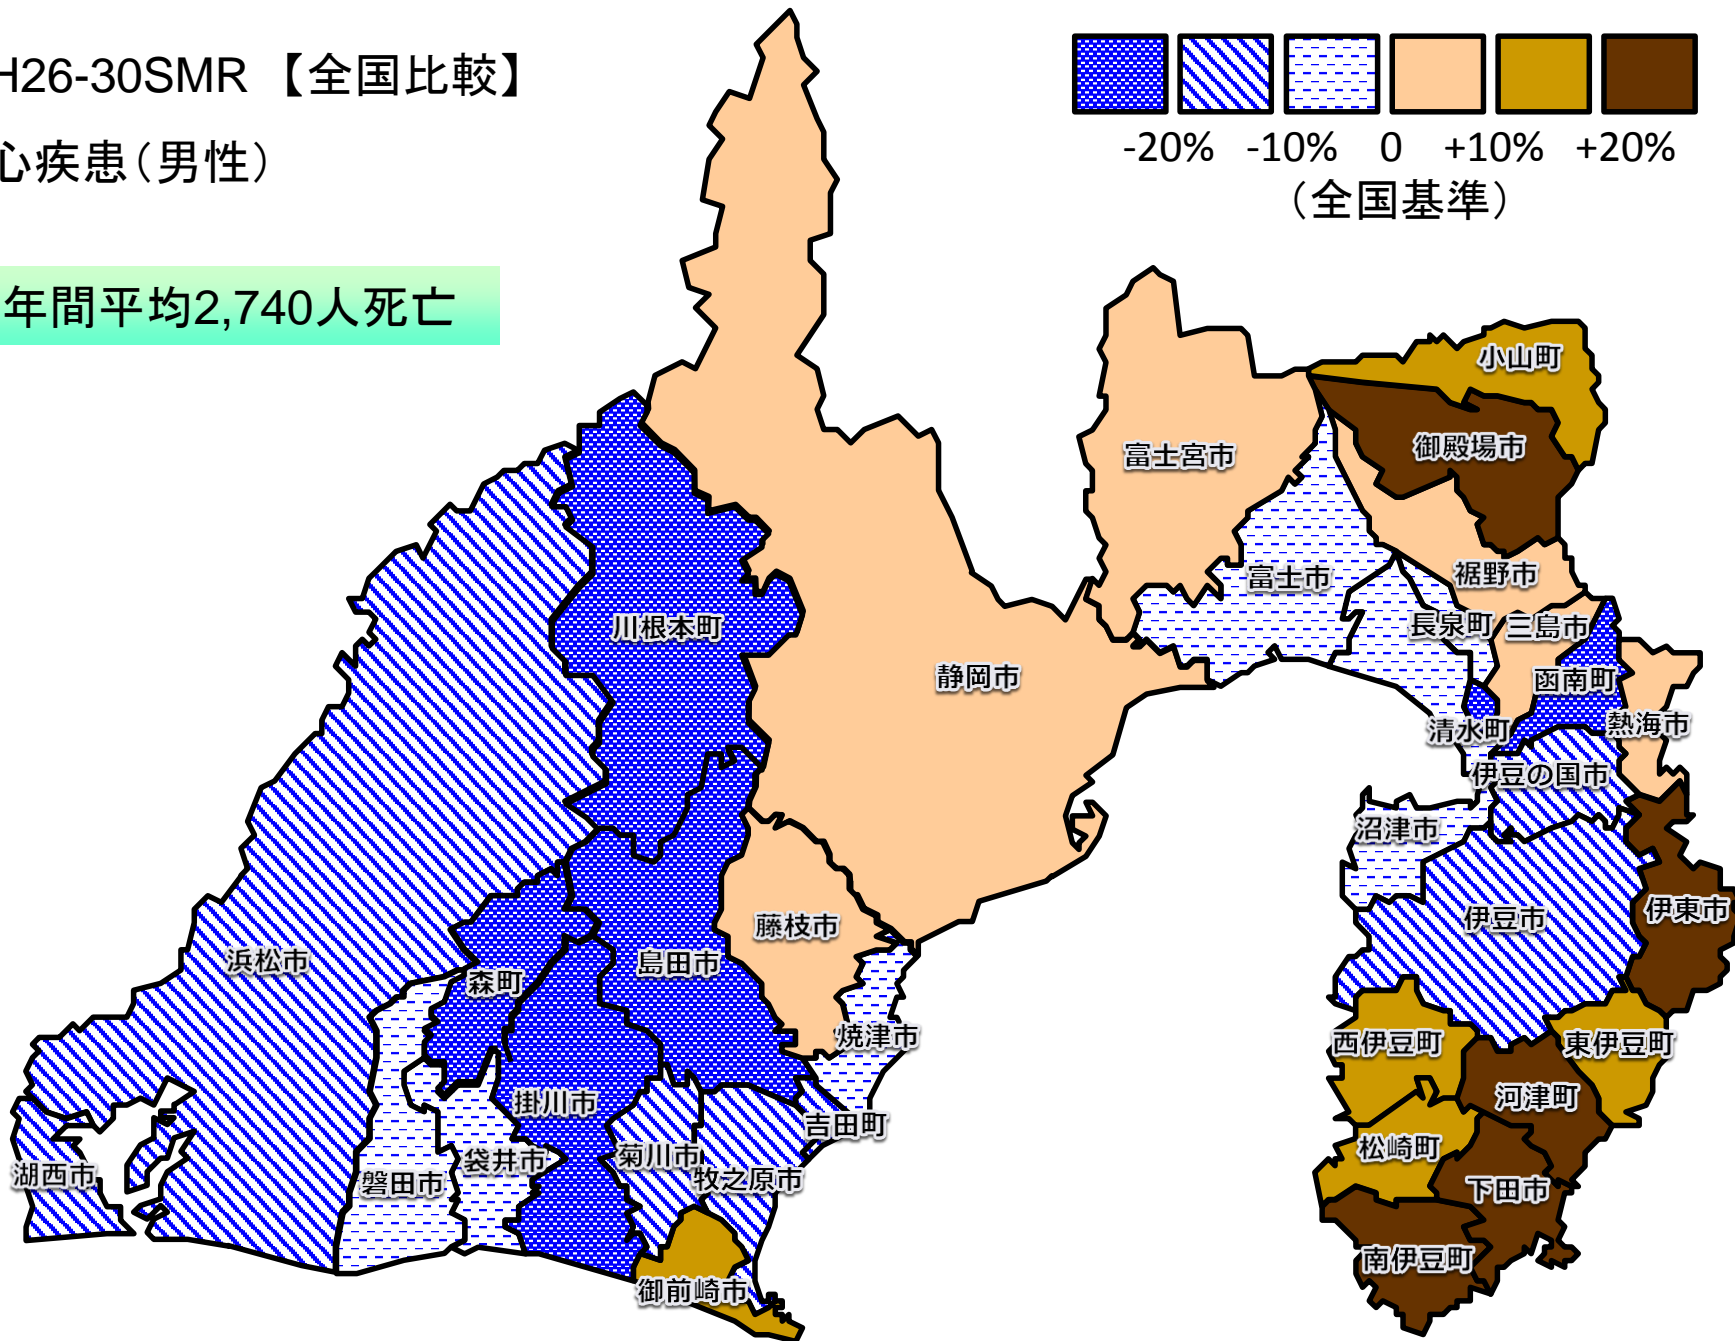 H26-30SMR 【全国比較】
心疾患(男性)
年間平均2,740人死亡
-20% -10% 0 +10% +20%
(全国基準)
小山町
御殿場市
富士宮市
裾野市
富士市
長泉町
三島市
川根本町
静岡市
函南町
熱海市
清水町
伊豆の国市
沼津市
伊東市
伊豆市
藤枝市
浜松市
島田市
森町
焼津市
西伊豆町
東伊豆町
河津町
掛川市
吉田町
松崎町
菊川市
袋井市
湖西市
牧之原市
磐田市
下田市
南伊豆町
御前崎市